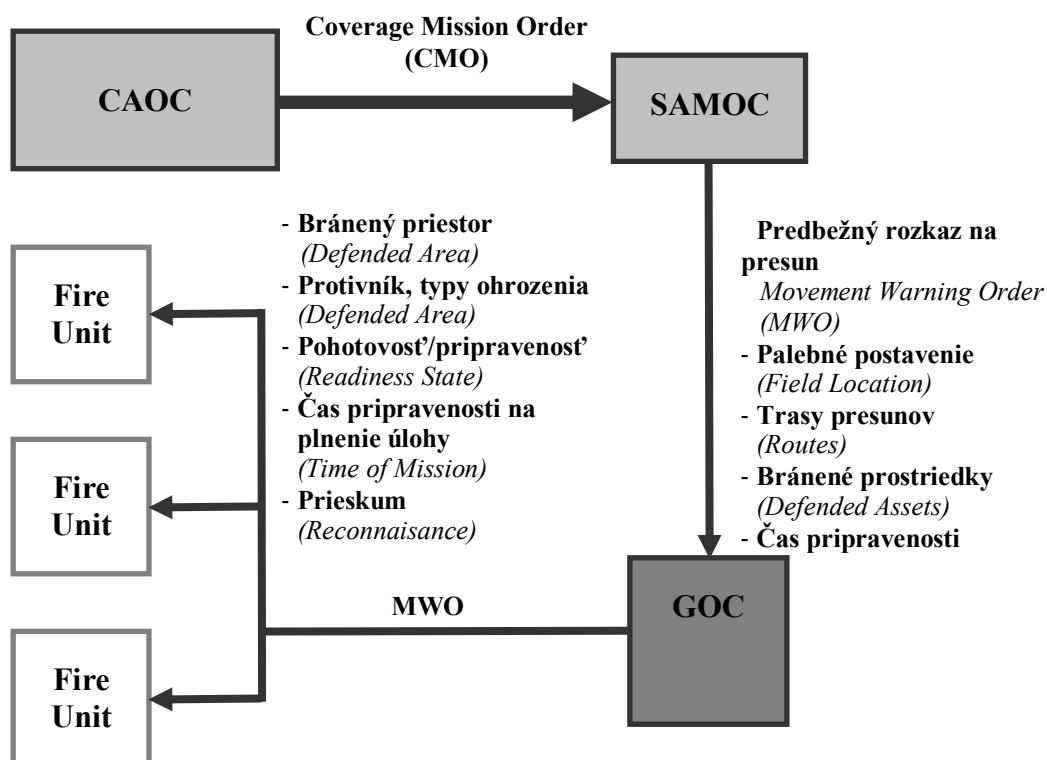 Coverage Mission Order
(CMO)
CAOC
SAMOC
- Bránený priestor
(Defended Area)
- Protivník, typy ohrozenia
(Defended Area)
- Pohotovosť/pripravenosť
(Readiness State)
- Čas pripravenosti na
plnenie úlohy
(Time of Mission)
- Prieskum
(Reconnaisance)
Predbežný rozkaz na
presun
Movement Warning Order
(MWO)
- Palebné postavenie
(Field Location)
- Trasy presunov
(Routes)
- Bránené prostriedky
(Defended Assets)
- Čas pripravenosti
Fire
Unit
Fire
Unit
Fire
Unit
MWO
GOC